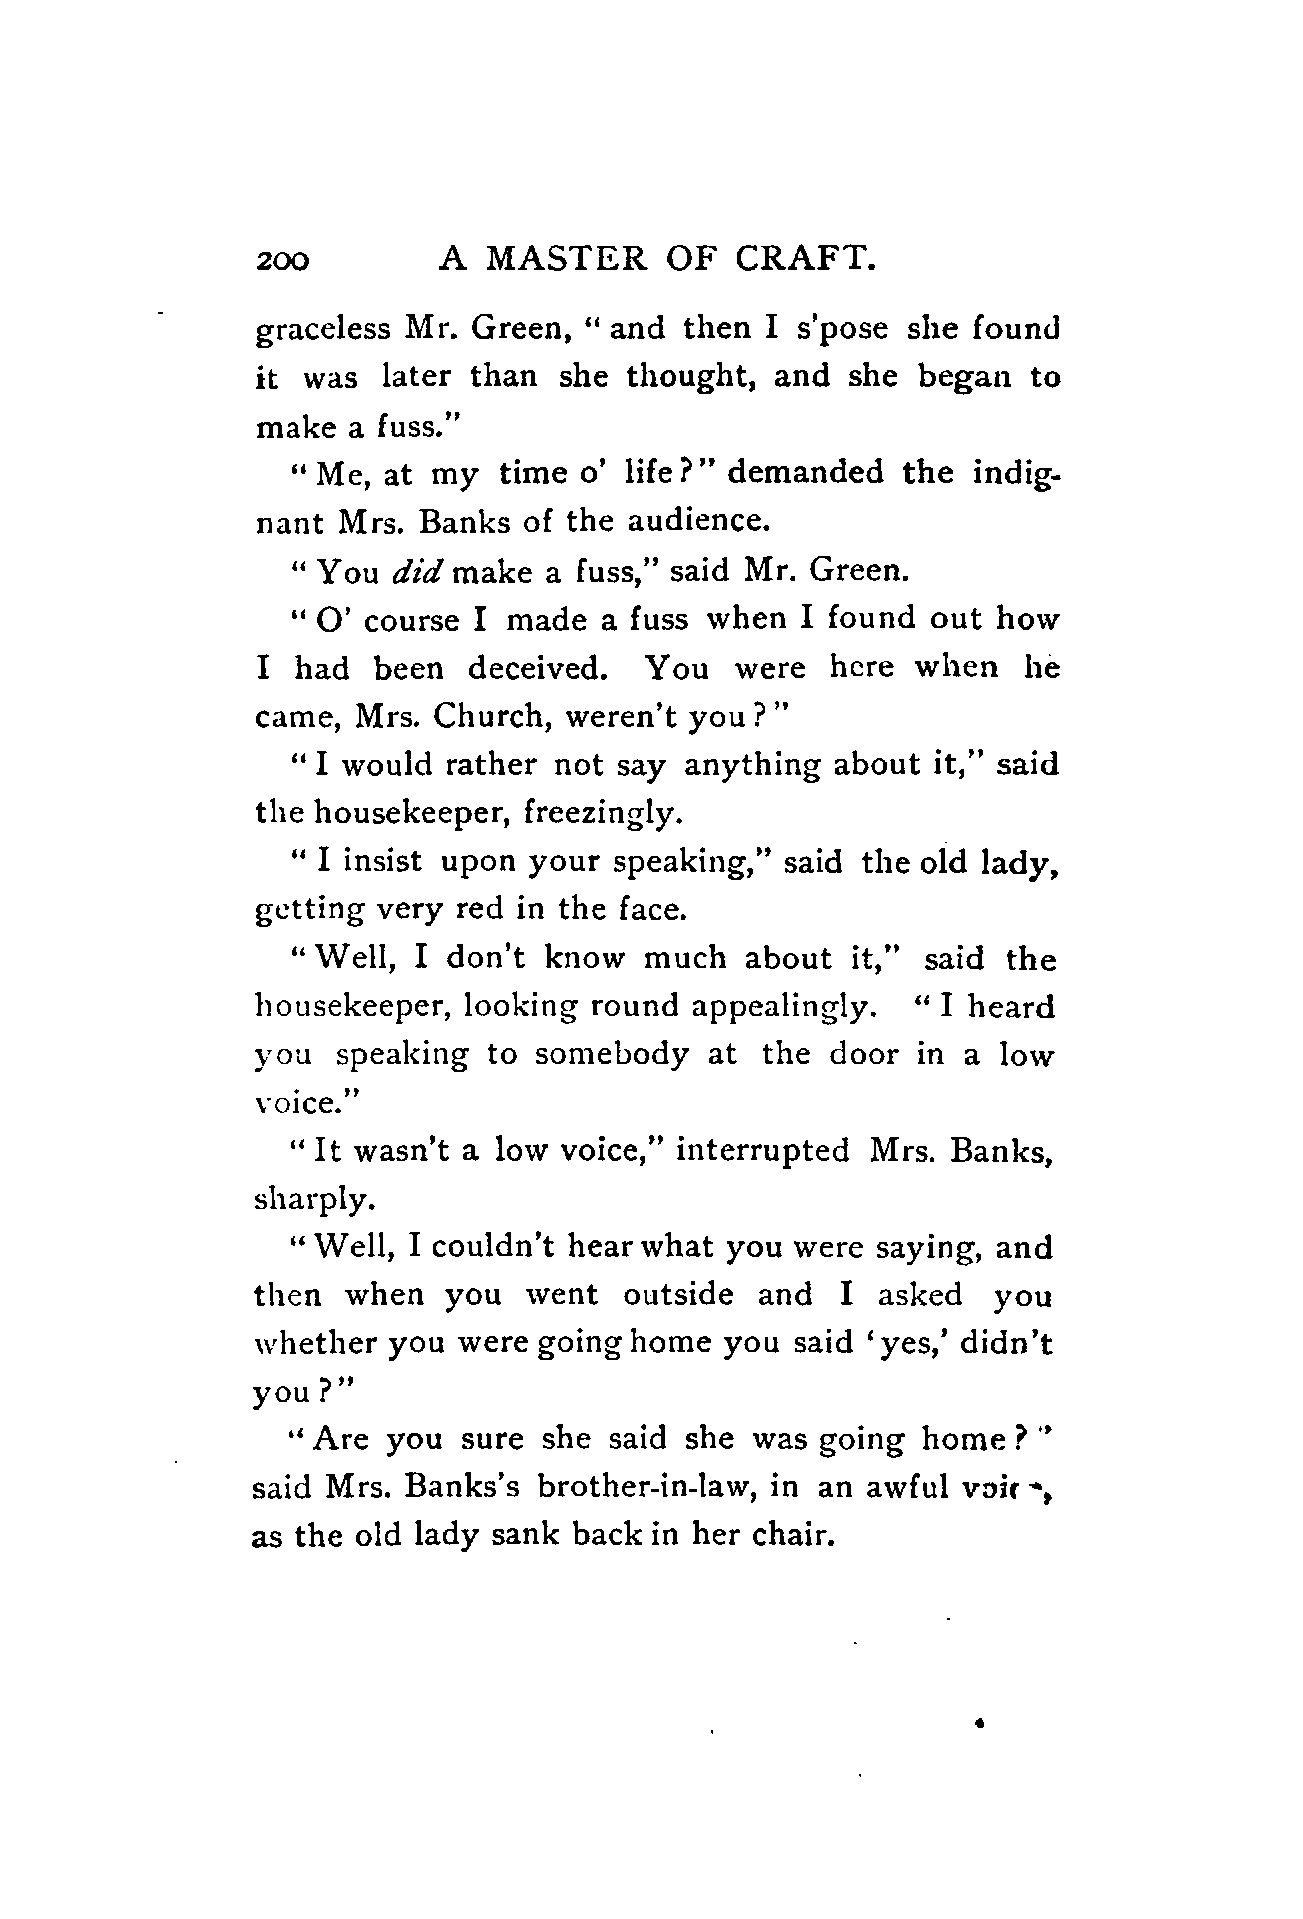 200 A MASTER OF CRAFT.
graceless Mr. Green, “ and then I s'pose she found
it was later than she thought, and she began to
make a fuss.”
“ Me, at my time o' life ? ” demanded the indig-
nant Mrs. Banks of the audience.
“ You did make a fuss,” said Mr. Green.
“ O' course I made a fuss when I found out how
I had been deceived. You were here when he
came, Mrs. Church, weren't you ? ”
“ I would rather not say anything about it,” said
the housekeeper, freezingly.
“ I insist upon your speaking,” said the old lady,
getting very red in the face.
“ Well, I don't know much about it,” said the
housekeeper, looking round appealingly. “ I heard
you speaking to somebody at the door in a low
voice.”
“ It wasn't a low voice,” interrupted Mrs. Banks,
sharply.
“ Well, I couldn't hear what you were saying, and
then when you went outside and I asked you
whether you were going home you said ‘ yes,’ didn't
you ? ”
“ Are you sure she said she was going home ? ”
said Mrs. Banks's brother-in-law, in an awful voice,
as the old lady sank back in her chair.